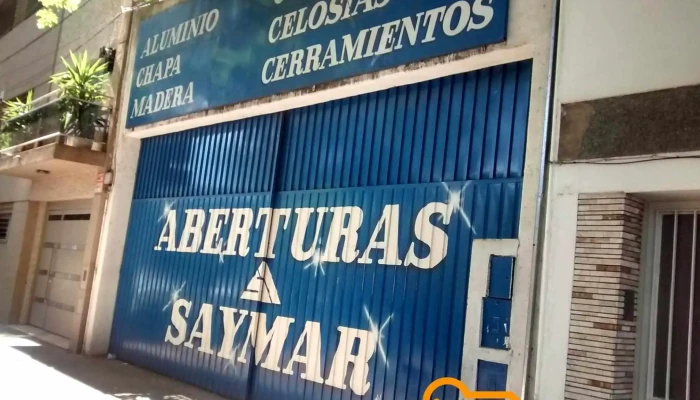 ALUMINIO
CHAPA
MADERA
CELOSIAS
CERRAMIENTOS
ABERTURAS
SAYMAR